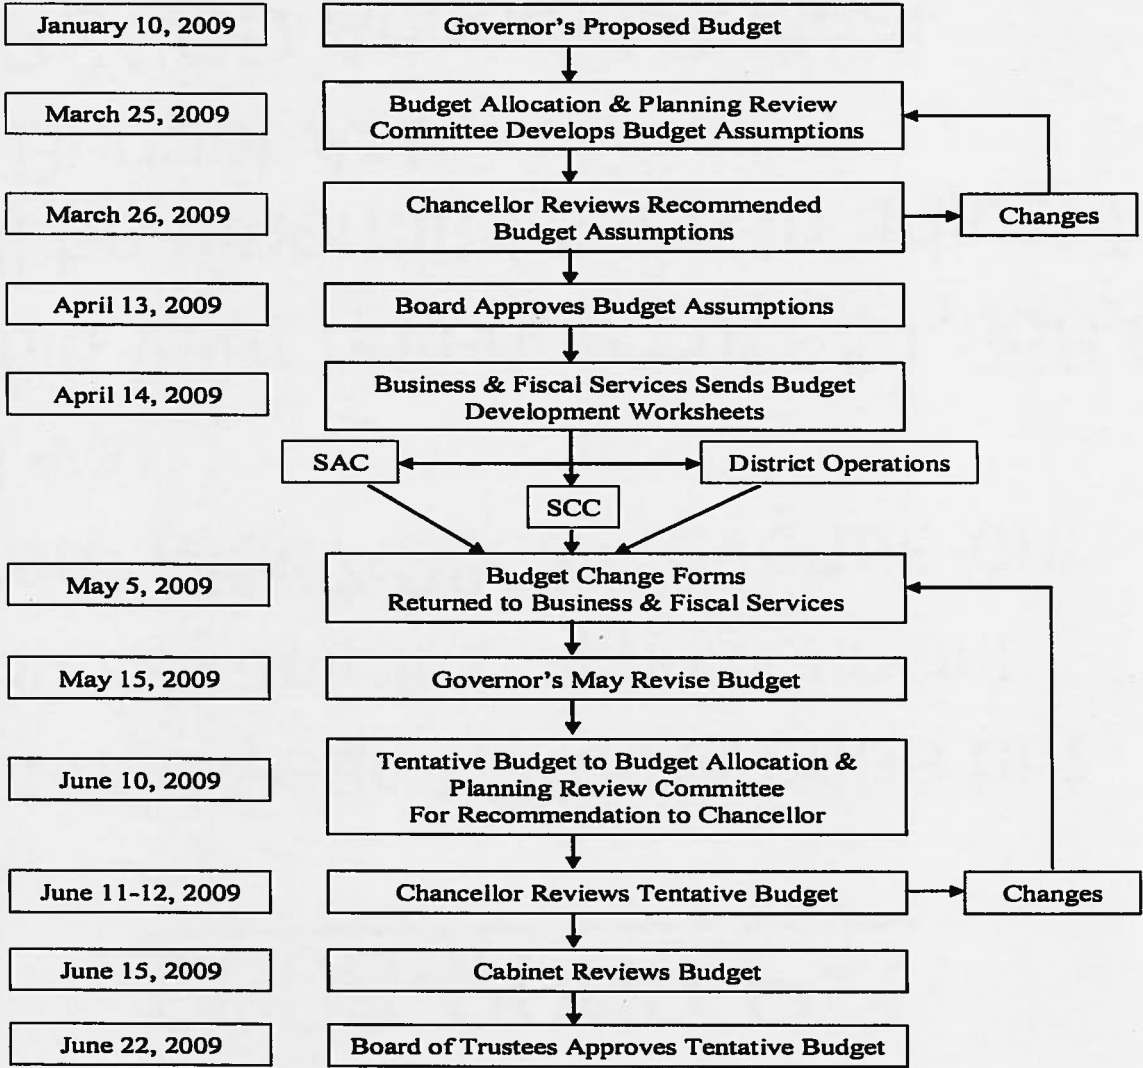 January 10, 2009
Governor's Proposed Budget
March 25, 2009
Budget Allocation & Planning Review
Committee Develops Budget Assumptions
March 26, 2009
Chancellor Reviews Recommended
Budget Assumptions
Changes
April 13, 2009
Board Approves Budget Assumptions
April 14, 2009
Business & Fiscal Services Sends Budget
Development Worksheets
SAC
District Operations
SCC
May 5, 2009
Budget Change Forms
Returned to Business & Fiscal Services
May 15, 2009
Governor's May Revise Budget
June 10, 2009
Tentative Budget to Budget Allocation &
Planning Review Committee
For Recommendation to Chancellor
June 11-12, 2009
Chancellor Reviews Tentative Budget
Changes
June 15, 2009
Cabinet Reviews Budget
June 22, 2009
Board of Trustees Approves Tentative Budget